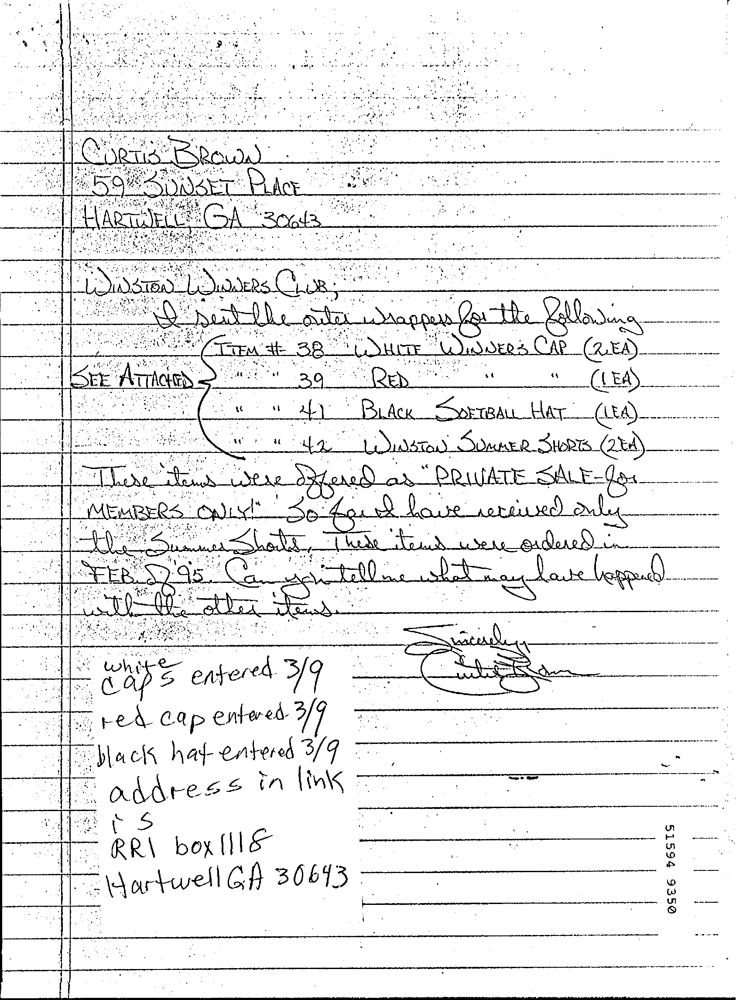 CURTIS BROWN
59 SUNSET PLACE
HARTWELL, GA 30643
WINSTON WINNERS CLUB;
I sent the outer wrappers for the following
ITEM # 38 WHITE WINNER'S CAP (2 EA)
SEE ATTACHED " " 39 RED " " (1 EA)
" " 41 BLACK SOFTBALL HAT (1EA)
" " 42 WINSTON SUMMER SHORTS (2 EA)
These items were offered as "PRIVATE SALE-for
MEMBERS ONLY!" So far I have received only
the Summer Shorts. These items were ordered in
FEB of '95. Can you tell me what may have happened
with the other items.
Sincerely,
Curtis Brown
white
caps entered 3/9
red cap entered 3/9
black hat entered 3/9
address in link
is
RR1 box 1118
Hartwell GA 30643
51594 9350